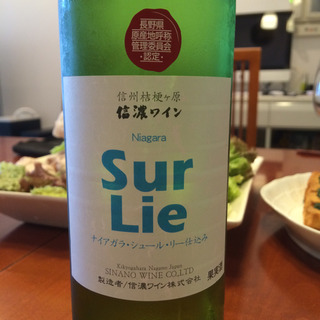 長野県
原産地呼称
管理委員会
認定
信州桔梗ヶ原
信濃ワイン
Niagara
Sur
Lie
ナイアガラ・シュール・リー仕込み
Kikyogahara Nagano Japan
SINANO WINE CO.,LTD
製造者/信濃ワイン株式会社
果実酒